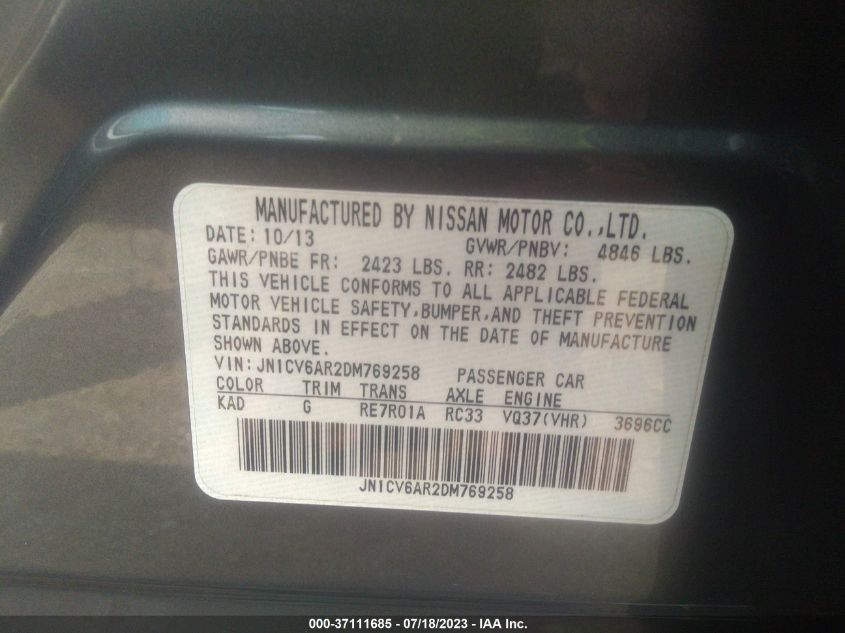 MANUFACTURED BY NISSAN MOTOR CO.,LTD.
DATE: 10/13 GVWR/PNBV: 4846 LBS.
GAWR/PNBE FR: 2423 LBS. RR: 2482 LBS.
THIS VEHICLE CONFORMS TO ALL APPLICABLE FEDERAL
MOTOR VEHICLE SAFETY,BUMPER,AND THEFT PREVENTION
STANDARDS IN EFFECT ON THE DATE OF MANUFACTURE
SHOWN ABOVE.
VIN:JN1CV6AR2DM769258 PASSENGER CAR
COLOR TRIM TRANS AXLE ENGINE
KAD G RE7R01A RC33 VQ37(VHR) 3696CC
JN1CV6AR2DM769258
000-37111685 - 07/18/2023 - IAA Inc.